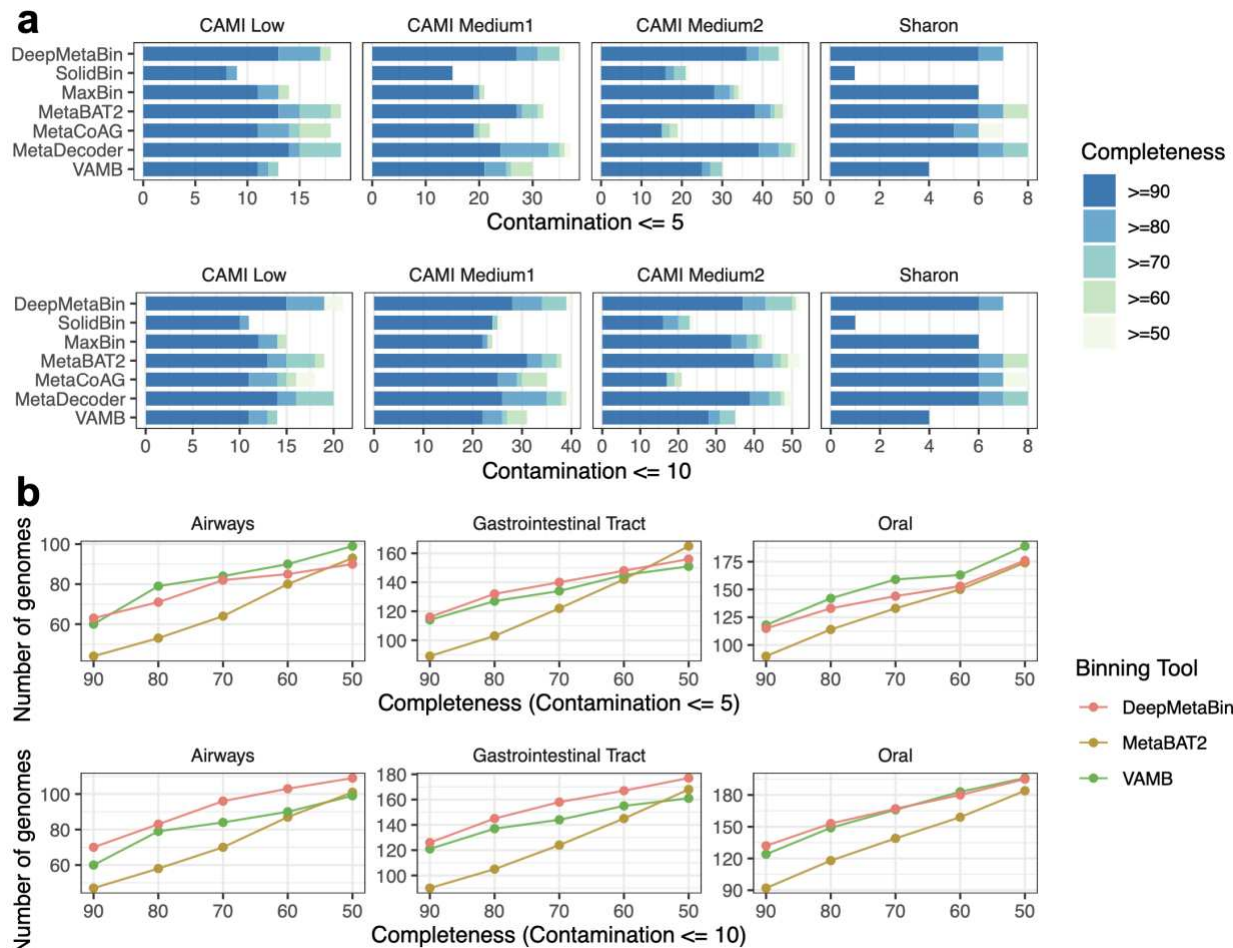 a
CAMI Low CAMI Medium1 CAMI Medium2 Sharon
DeepMetaBin
SolidBin
MaxBin
MetaBAT2
MetaCoAG
MetaDecoder
VAMB
0 5 10 15 0 10 20 30 0 10 20 30 40 50 0 2 4 6 8
Contamination <= 5
Completeness
>=90
>=80
>=70
>=60
>=50
CAMI Low CAMI Medium1 CAMI Medium2 Sharon
DeepMetaBin
SolidBin
MaxBin
MetaBAT2
MetaCoAG
MetaDecoder
VAMB
0 5 10 15 20 0 10 20 30 40 0 10 20 30 40 50 0 2 4 6 8
Contamination <= 10
b
Airways Gastrointestinal Tract Oral
Number of genomes
100
80
60
160
140
120
100
175
150
125
100
90 80 70 60 50 90 80 70 60 50 90 80 70 60 50
Completeness (Contamination <= 5)
Binning Tool
DeepMetaBin
MetaBAT2
VAMB
Airways Gastrointestinal Tract Oral
Number of genomes
100
80
60
180
160
140
120
100
180
150
120
90
90 80 70 60 50 90 80 70 60 50 90 80 70 60 50
Completeness (Contamination <= 10)